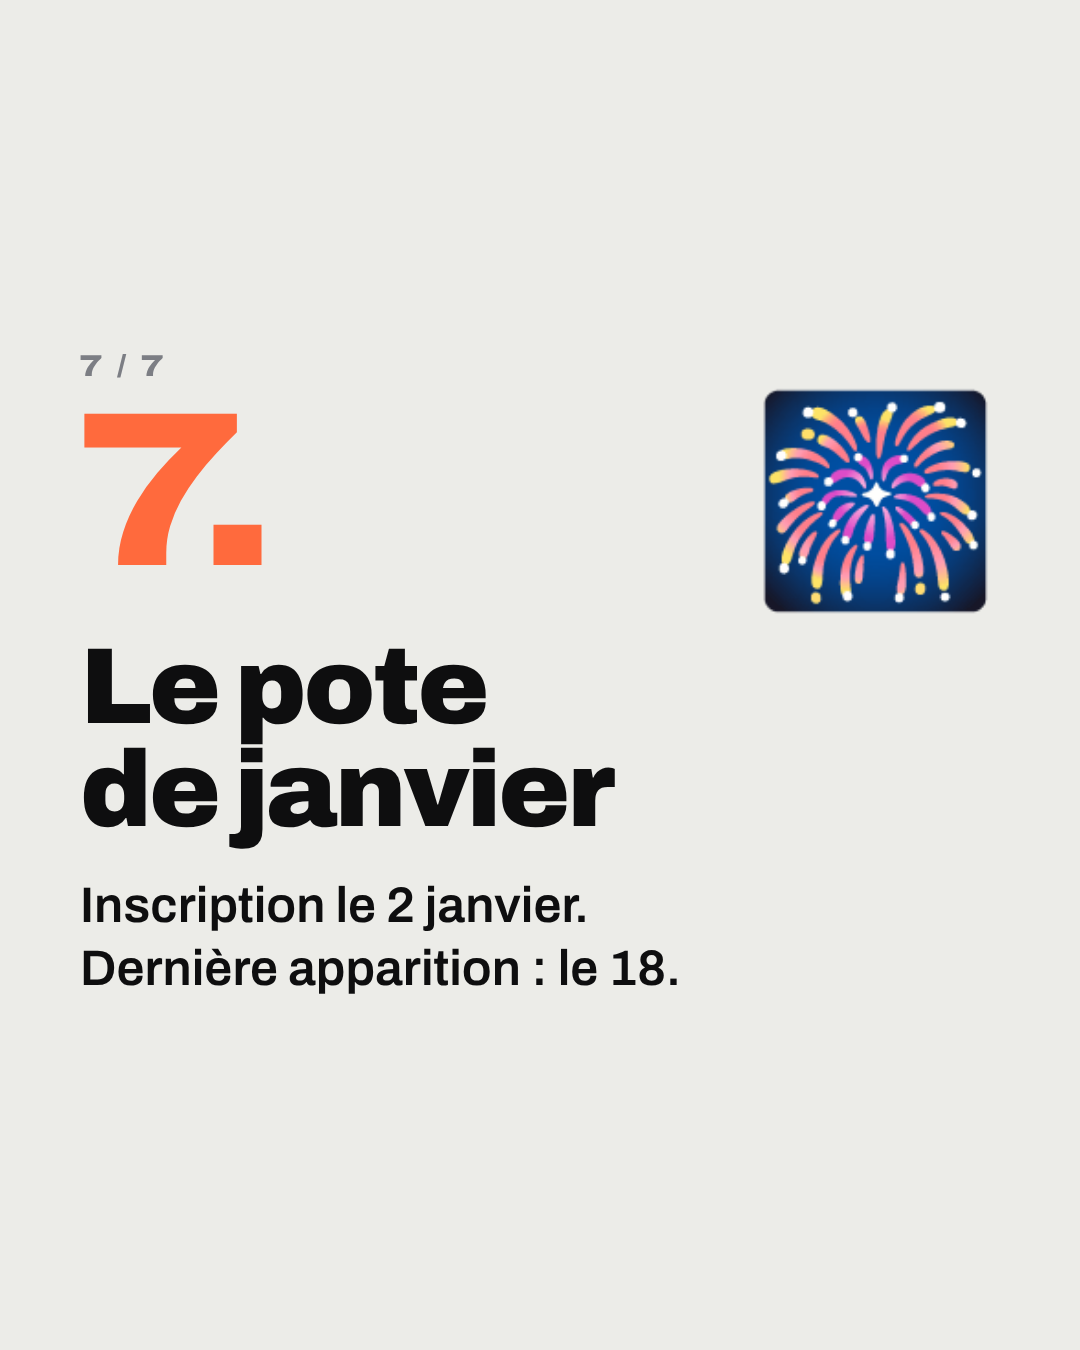 7 / 7
7.
Le pote
de janvier
Inscription le 2 janvier.
Dernière apparition : le 18.